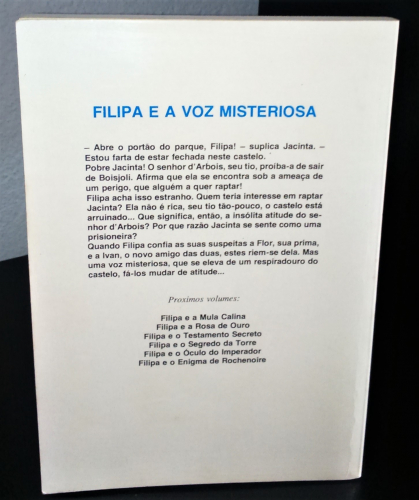 FILIPA E A VOZ MISTERIOSA
— Abre o portão do parque, Filipa! — suplica Jacinta. —
Estou farta de estar fechada neste castelo.
Pobre Jacinta! O senhor d'Arbois, seu tio, proíba-a de sair
de Boisjoli. Afirma que ela se encontra sob a ameaça de
um perigo, que alguém a quer raptar!
Filipa acha isso estranho. Quem teria interesse em raptar
Jacinta? Ela não é rica, seu tio tão-pouco, o castelo está
arruinado... Que significa, então, a insólita atitude do se-
nhor d'Arbois? Por que razão Jacinta se sente como uma
prisioneira?
Quando Filipa confia as suas suspeitas a Flor, sua prima,
e a Ivan, o novo amigo das duas, estes riem-se dela. Mas
uma voz misteriosa, que se eleva de um respiradouro do
castelo, fá-los mudar de atitude...
Proximos volumes:
Filipa e a Mula Calina
Filipa e a Rosa de Ouro
Filipa e o Testamento Secreto
Filipa e o Segredo da Torre
Filipa e o Óculo do Imperador
Filipa e o Enigma de Rochenoire